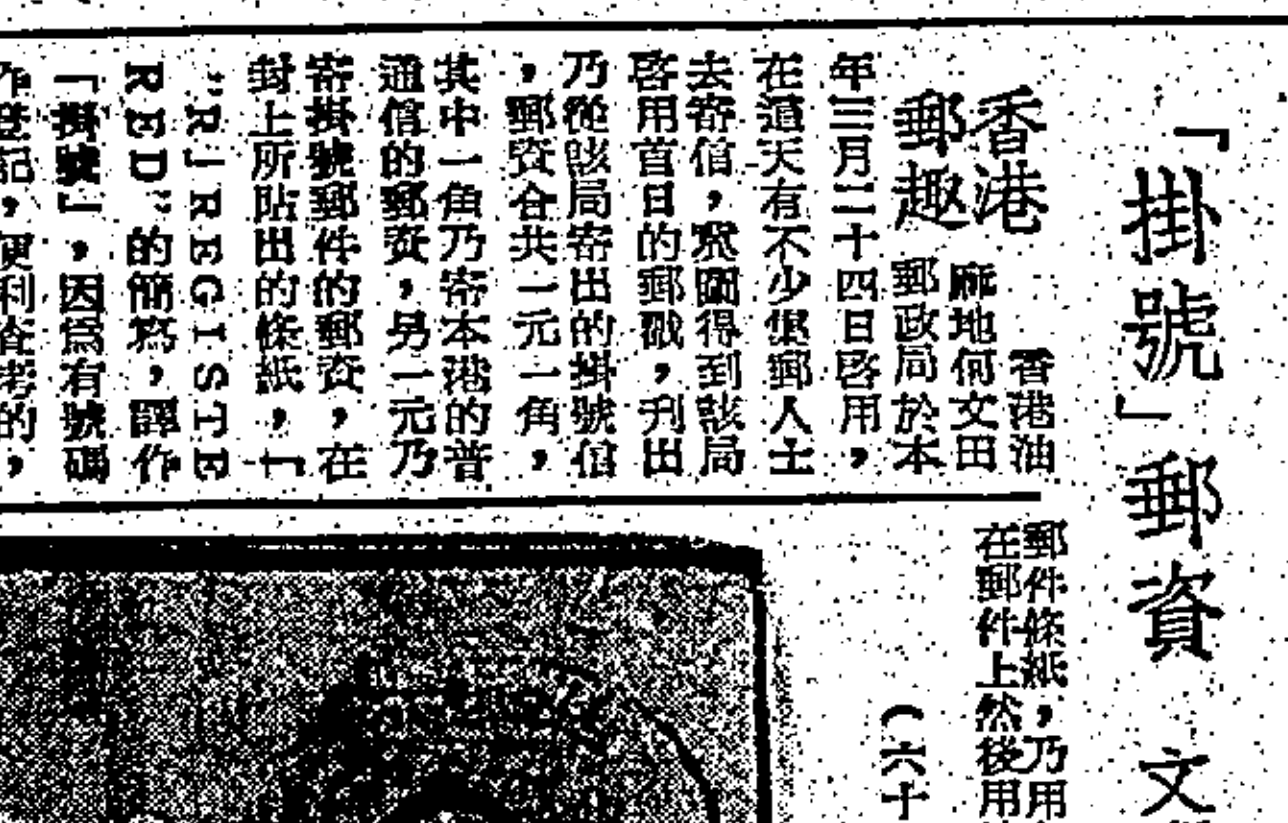 「掛號」郵資 文
香港郵趣
香港油
麻地何文田
郵政局於本
年三月二十四日啓用，
在這天有不少集郵人士
去寄信，冀圖得到該局
啓用首日的郵戳，刋出
乃從該局寄出的掛號信
，郵資合共二元一角，
其中一角乃寄本港的普
通信的郵資，另二元乃
寄掛號郵件的郵資，在
封上所貼出的條紙，「
"R」REGISTE
RED"的簡寫，譯作
「掛號」，因爲有號碼
作登記，便利查考的，
郵件條紙，乃用
在郵件上然後用
（六十